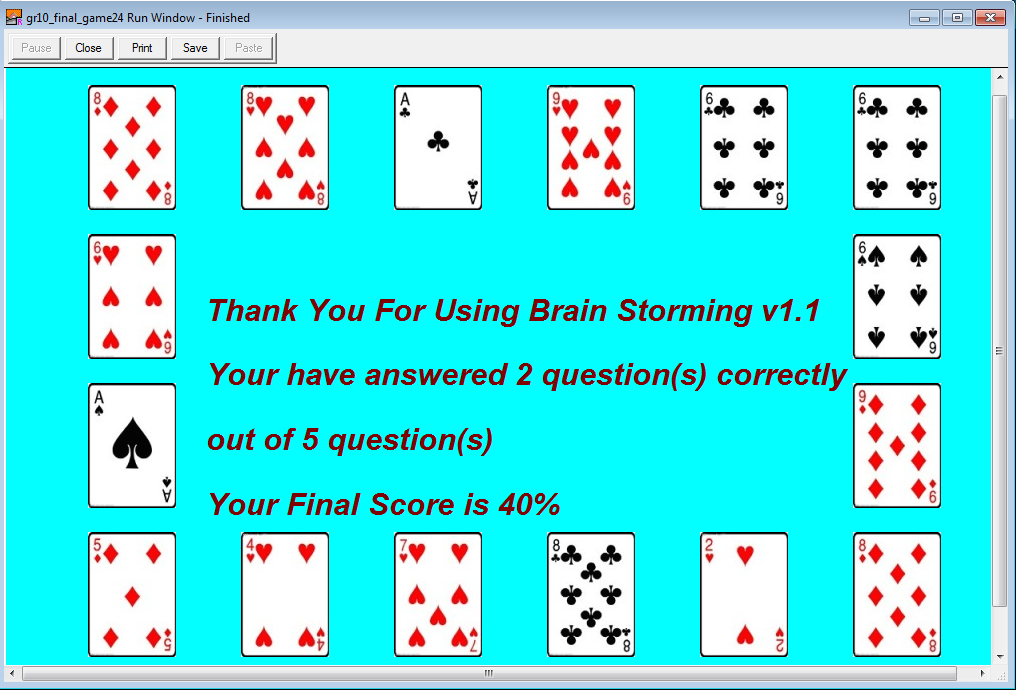 gr10_final_game24 Run Window - Finished
Pause Close Print Save Paste
8 8 A 9 6 6
8 8 A 9 6 6
6 6
Thank You For Using Brain Storming v1.1
6 6
Your have answered 2 question(s) correctly
A 9
out of 5 question(s)
A 9
Your Final Score is 40%
5 4 7 8 2 8
5 4 7 8 2 8